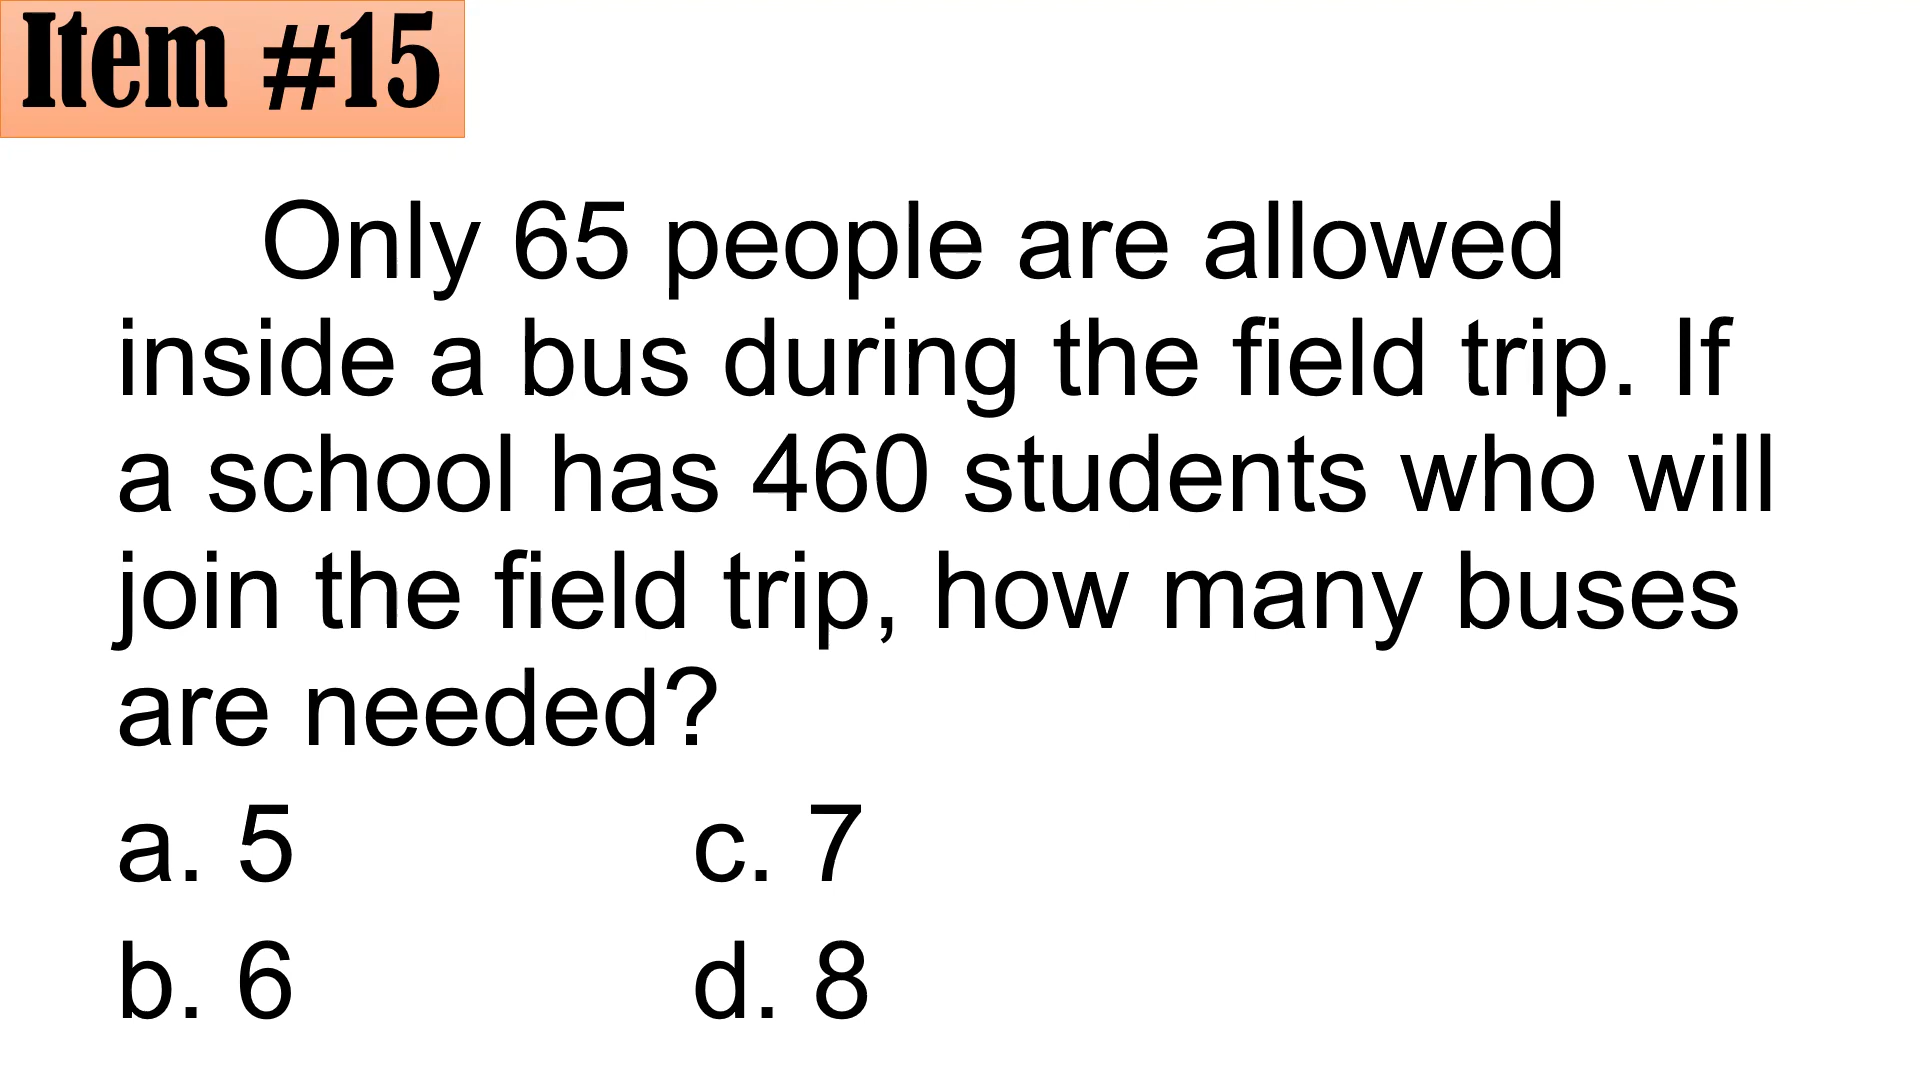 Item #15
Only 65 people are allowed
inside a bus during the field trip. If
a school has 460 students who will
join the field trip, how many buses
are needed?
a. 5 c. 7
b. 6 d. 8